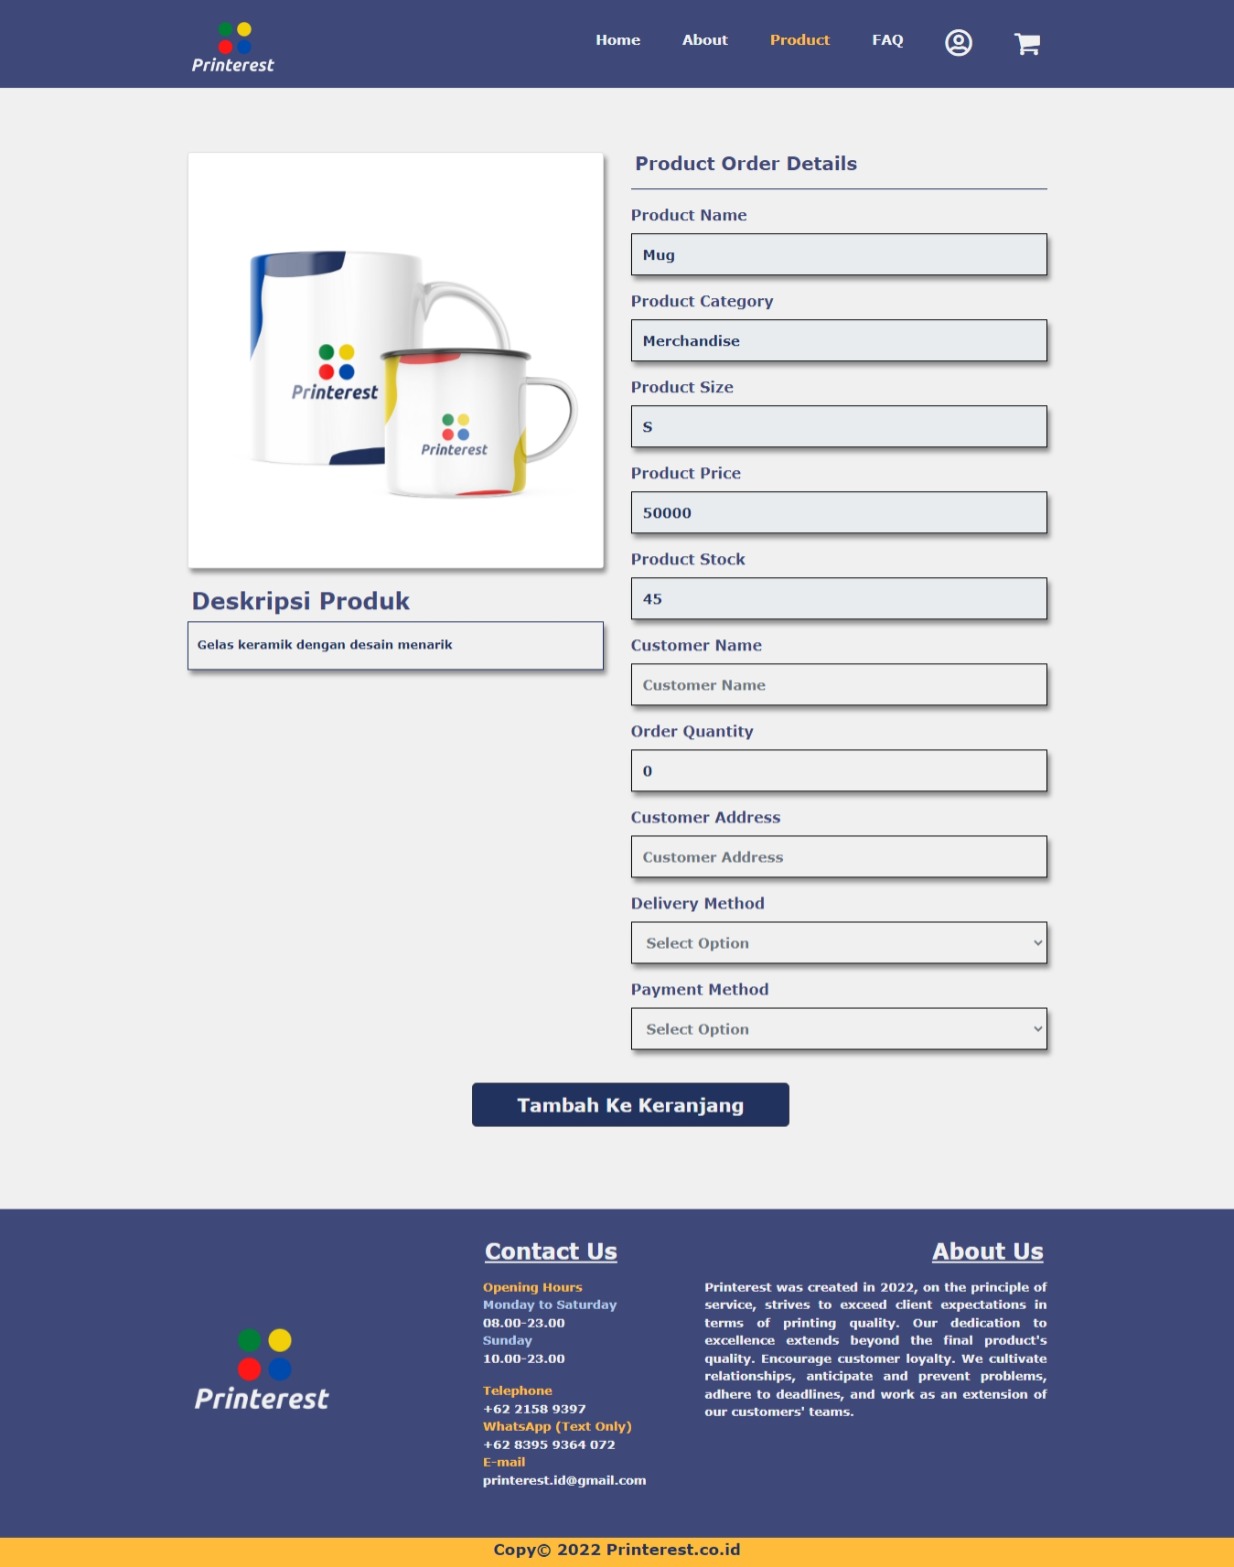 Printerest
Home
About
Product
FAQ
Printerest
Printerest
Deskripsi Produk
Gelas keramik dengan desain menarik
Product Order Details
Product Name
Mug
Product Category
Merchandise
Product Size
S
Product Price
50000
Product Stock
45
Customer Name
Customer Name
Order Quantity
0
Customer Address
Customer Address
Delivery Method
Select Option
Payment Method
Select Option
Tambah Ke Keranjang
Printerest
Contact Us
Opening Hours
Monday to Saturday
08.00-23.00
Sunday
10.00-23.00
Telephone
+62 2158 9397
WhatsApp (Text Only)
+62 8395 9364 072
E-mail
printerest.id@gmail.com
About Us
Printerest was created in 2022, on the principle of
service, strives to exceed client expectations in
terms of printing quality. Our dedication to
excellence extends beyond the final product's
quality. Encourage customer loyalty. We cultivate
relationships, anticipate and prevent problems,
adhere to deadlines, and work as an extension of
our customers' teams.
Copy© 2022 Printerest.co.id